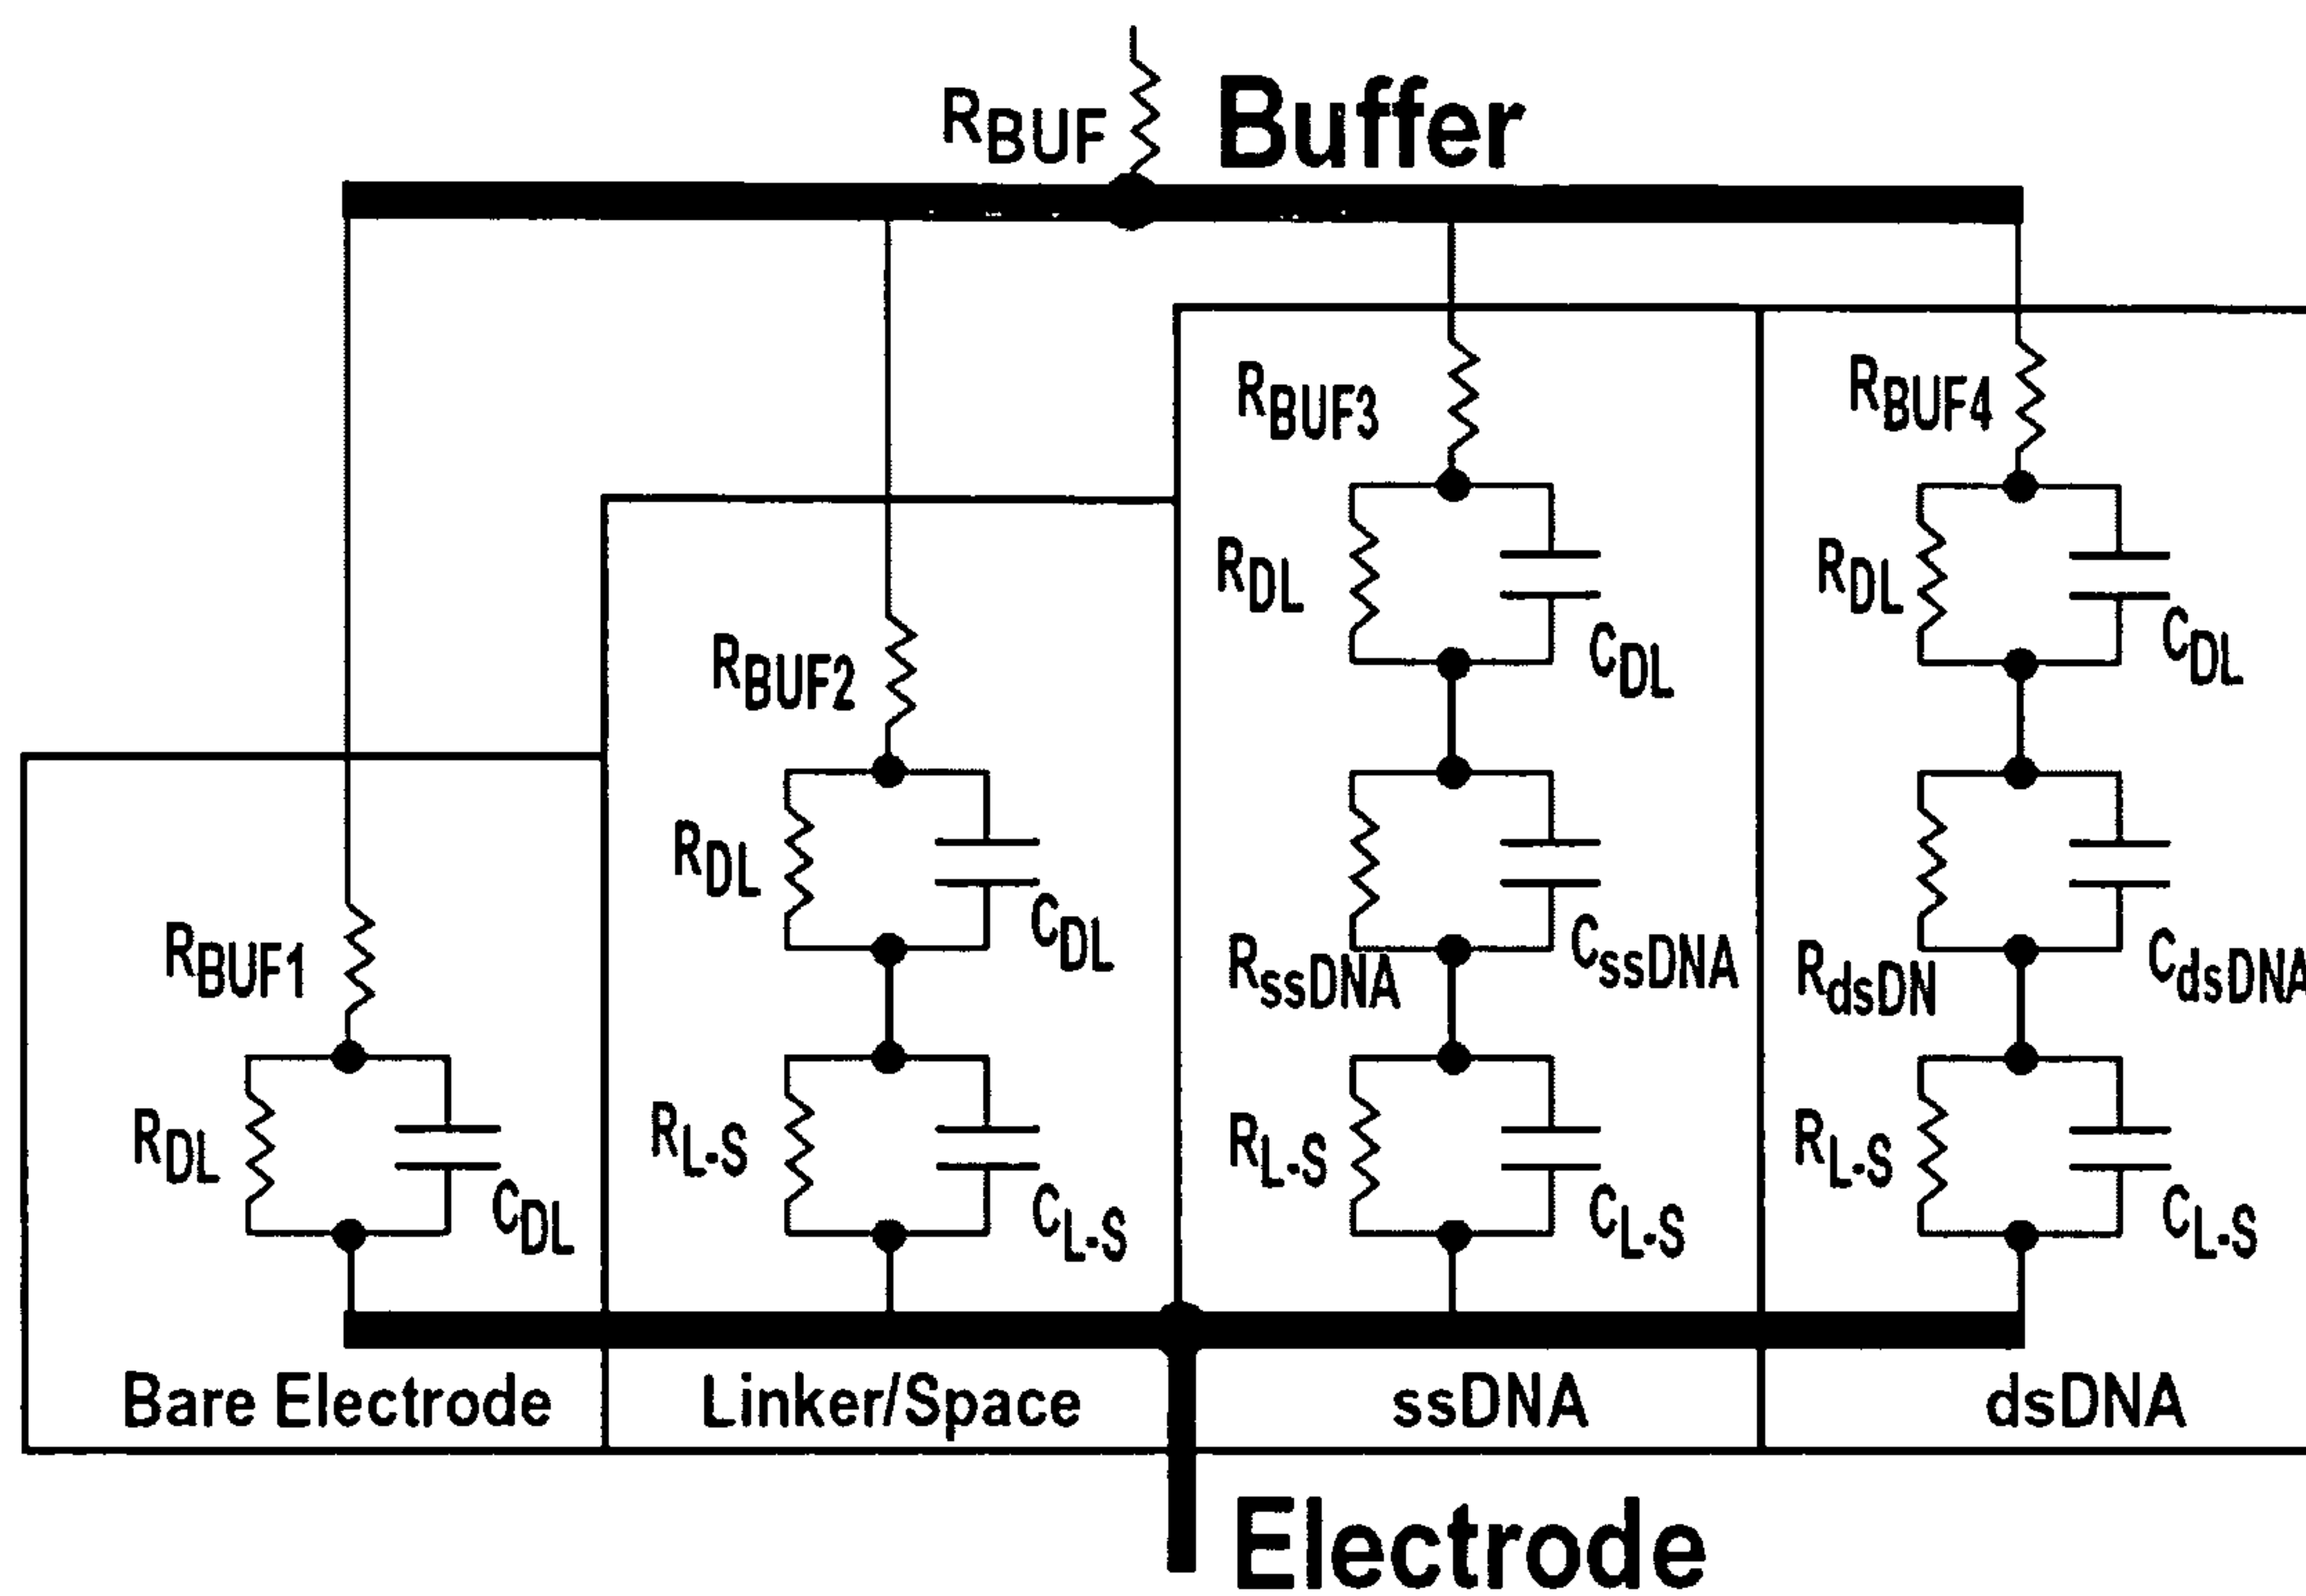 RBUF
Buffer
RBUF3
RBUF4
RDL
CDL
RDL
CDL
RBUF2
RDL
CDL
RssDNA
CssDNA
RdsDN
CdsDNA
RBUF1
RDL
CDL
RL-S
CL-S
RL-S
CL-S
RL-S
CL-S
Bare Electrode
Linker/Space
ssDNA
dsDNA
Electrode